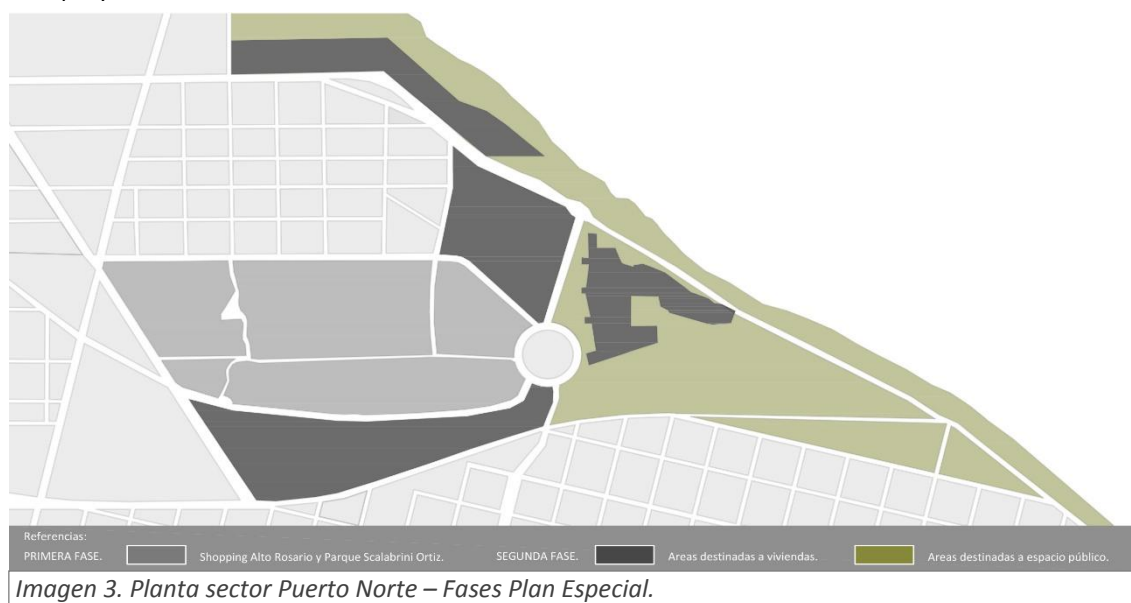 Referencias:
PRIMERA FASE. Shopping Alto Rosario y Parque Scalabrini Ortiz. SEGUNDA FASE. Areas destinadas a viviendas. Areas destinadas a espacio público.
Imagen 3. Planta sector Puerto Norte – Fases Plan Especial.